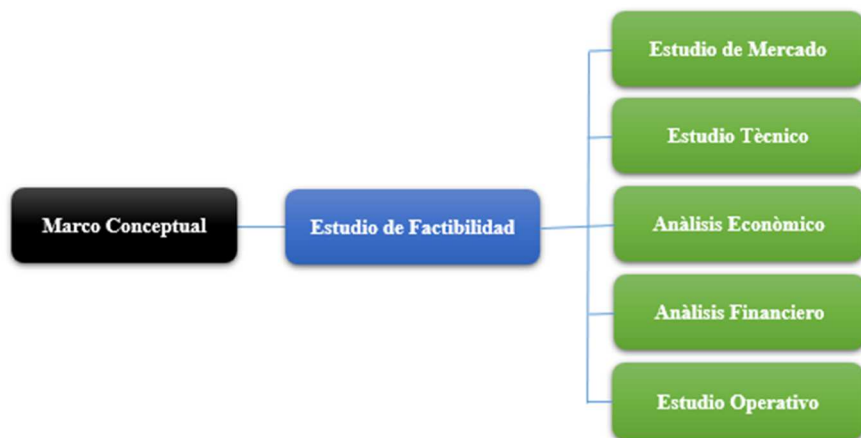 Marco Conceptual
Estudio de Factibilidad
Estudio de Mercado
Estudio Tècnico
Anàlisis Econòmico
Anàlisis Financiero
Estudio Operativo